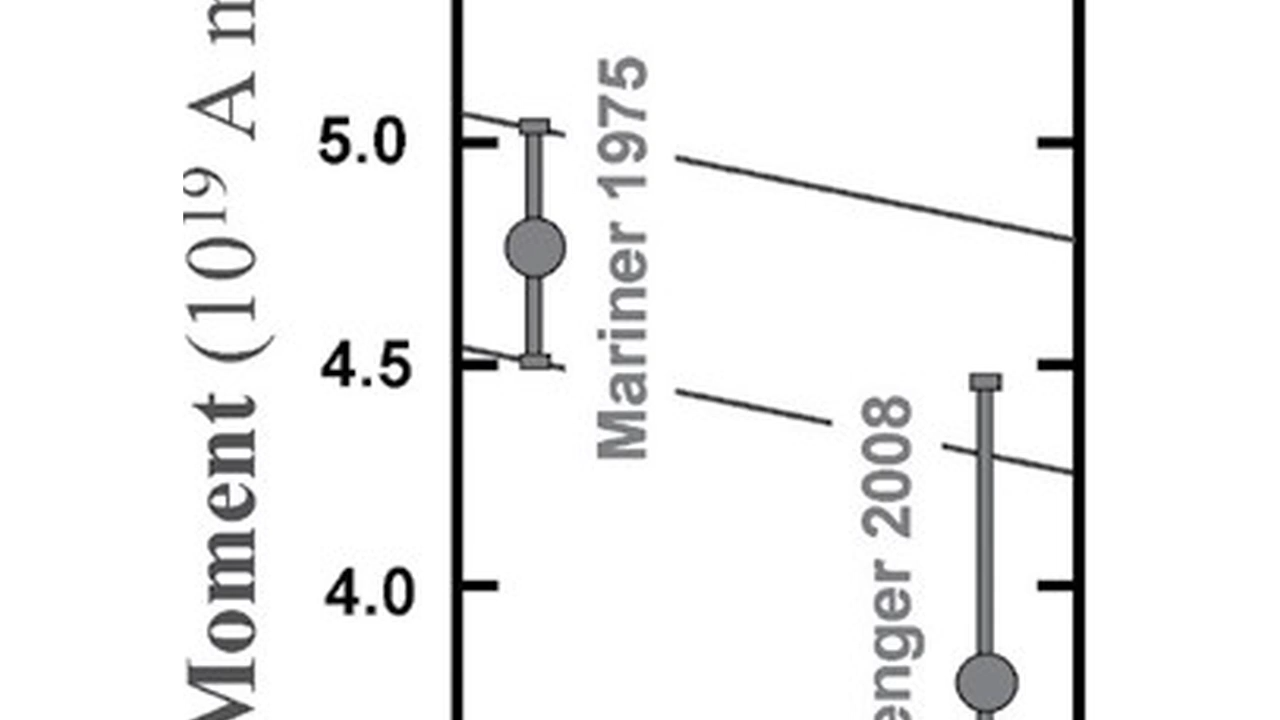 Moment (10¹⁹ A m
5.0
4.5
4.0
Mariner 1975
enger 2008